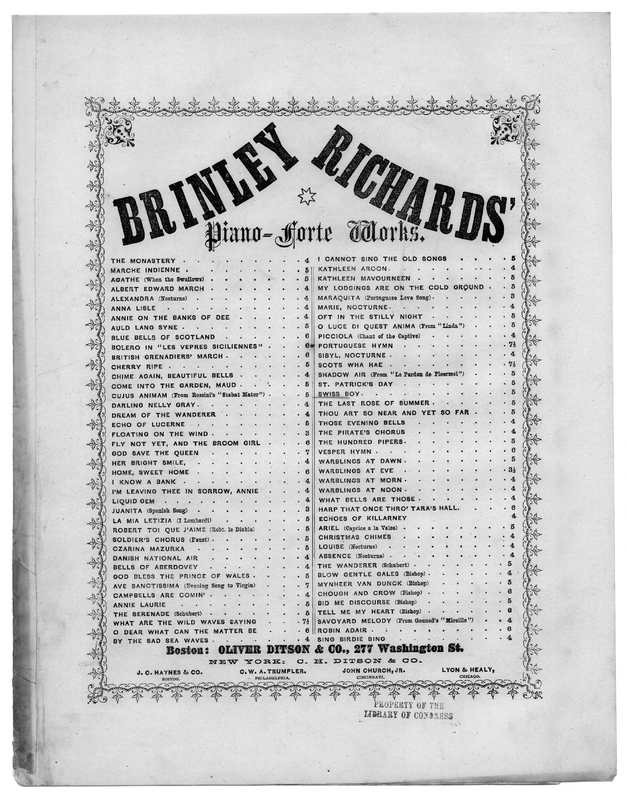 BRINLEY RICHARDS'
Piano-Forte Works.
THE MONASTERY 4
MARCHE INDIENNE 5
AGATHE (When the Swallows) 5
ALBERT EDWARD MARCH 4
ALEXANDRA (Nocturne) 4
ANNA LISLE 4
ANNIE ON THE BANKS OF DEE 4
AULD LANG SYNE 5
BLUE BELLS OF SCOTLAND 6
BOLERO IN "LES VEPRES SICILIENNES" 6
BRITISH GRENADIERS' MARCH 6
CHERRY RIPE 5
CHIME AGAIN, BEAUTIFUL BELLS 4
COME INTO THE GARDEN, MAUD 5
CUJUS ANIMAM (From Rossini's "Stabat Mater") 5
DARLING NELLY GRAY 4
DREAM OF THE WANDERER 4
ECHO OF LUCERNE 5
FLOATING ON THE WIND 3
FLY NOT YET, AND THE BROOM GIRL 6
GOD SAVE THE QUEEN 7
HER BRIGHT SMILE, 4
HOME, SWEET HOME 6
I KNOW A BANK 4
I'M LEAVING THEE IN SORROW, ANNIE 4
LIQUID GEM 4
JUANITA (Spanish Song) 3
LA MIA LETIZIA (I Lombardi) 5
ROBERT TOI QUE J'AIME (Robt. le Diable) 5
SOLDIER'S CHORUS (Faust) 5
CZARINA MAZURKA 5
DANISH NATIONAL AIR 4
BELLS OF ABERDOVEY 4
GOD BLESS THE PRINCE OF WALES 5
AVE SANCTISSIMA (Evening Song to Virgin) 7
CAMPBELLS ARE COMIN' 4
ANNIE LAURIE 5
THE SERENADE (Schubert) 5
WHAT ARE THE WILD WAVES SAYING 7½
O DEAR WHAT CAN THE MATTER BE 6
BY THE SAD SEA WAVES 4
I CANNOT SING THE OLD SONGS 5
KATHLEEN AROON 4
KATHLEEN MAVOURNEEN 5
MY LODGINGS ARE ON THE COLD GROUND 5
MARAQUITA (Portuguese Love Song) 3
MARIE, NOCTURNE 4
OFT IN THE STILLY NIGHT 5
O LUCE DI QUEST ANIMA (From "Linda") 5
PICCIOLA (Chant of the Captive) 4
PORTUGUESE HYMN 7½
SIBYL, NOCTURNE 4
SCOTS WHA HAE 7½
SHADOW AIR (From "Le Pardon de Ploermel") 5
ST. PATRICK'S DAY 5
SWISS BOY 5
THE LAST ROSE OF SUMMER 5
THOU ART SO NEAR AND YET SO FAR 5
THOSE EVENING BELLS 4
THE PIRATE'S CHORUS 4
THE HUNDRED PIPERS 5
VESPER HYMN 6
WARBLINGS AT DAWN 5
WARBLINGS AT EVE 3½
WARBLINGS AT MORN 4
WARBLINGS AT NOON 4
WHAT BELLS ARE THOSE 4
HARP THAT ONCE THRO' TARA'S HALL 6
ECHOES OF KILLARNEY 4
ARIEL (Caprice a la Valse) 5
CHRISTMAS CHIMES 4
LOUISE (Nocturne) 4
ABSENCE (Nocturne) 4
THE WANDERER (Schubert) 5
BLOW GENTLE GALES (Bishop) 4
MYNHEER VAN DUNCK (Bishop) 5
CHOUGH AND CROW (Bishop) 6
BID ME DISCOURSE (Bishop) 5
TELL ME MY HEART (Bishop) 6
SAVOYARD MELODY (From Gounod's "Mireille") 4
ROBIN ADAIR 6
SING BIRDIE SING 4
Boston: OLIVER DITSON & CO., 277 Washington St.
NEW YORK: C. H. DITSON & CO.
J. C. HAYNES & CO. C. W. A. TRUMPLER. JOHN CHURCH, JR. LYON & HEALY,
BOSTON. PHILADELPHIA. CINCINNATI. CHICAGO.
PROPERTY OF THE
LIBRARY OF CONGRESS